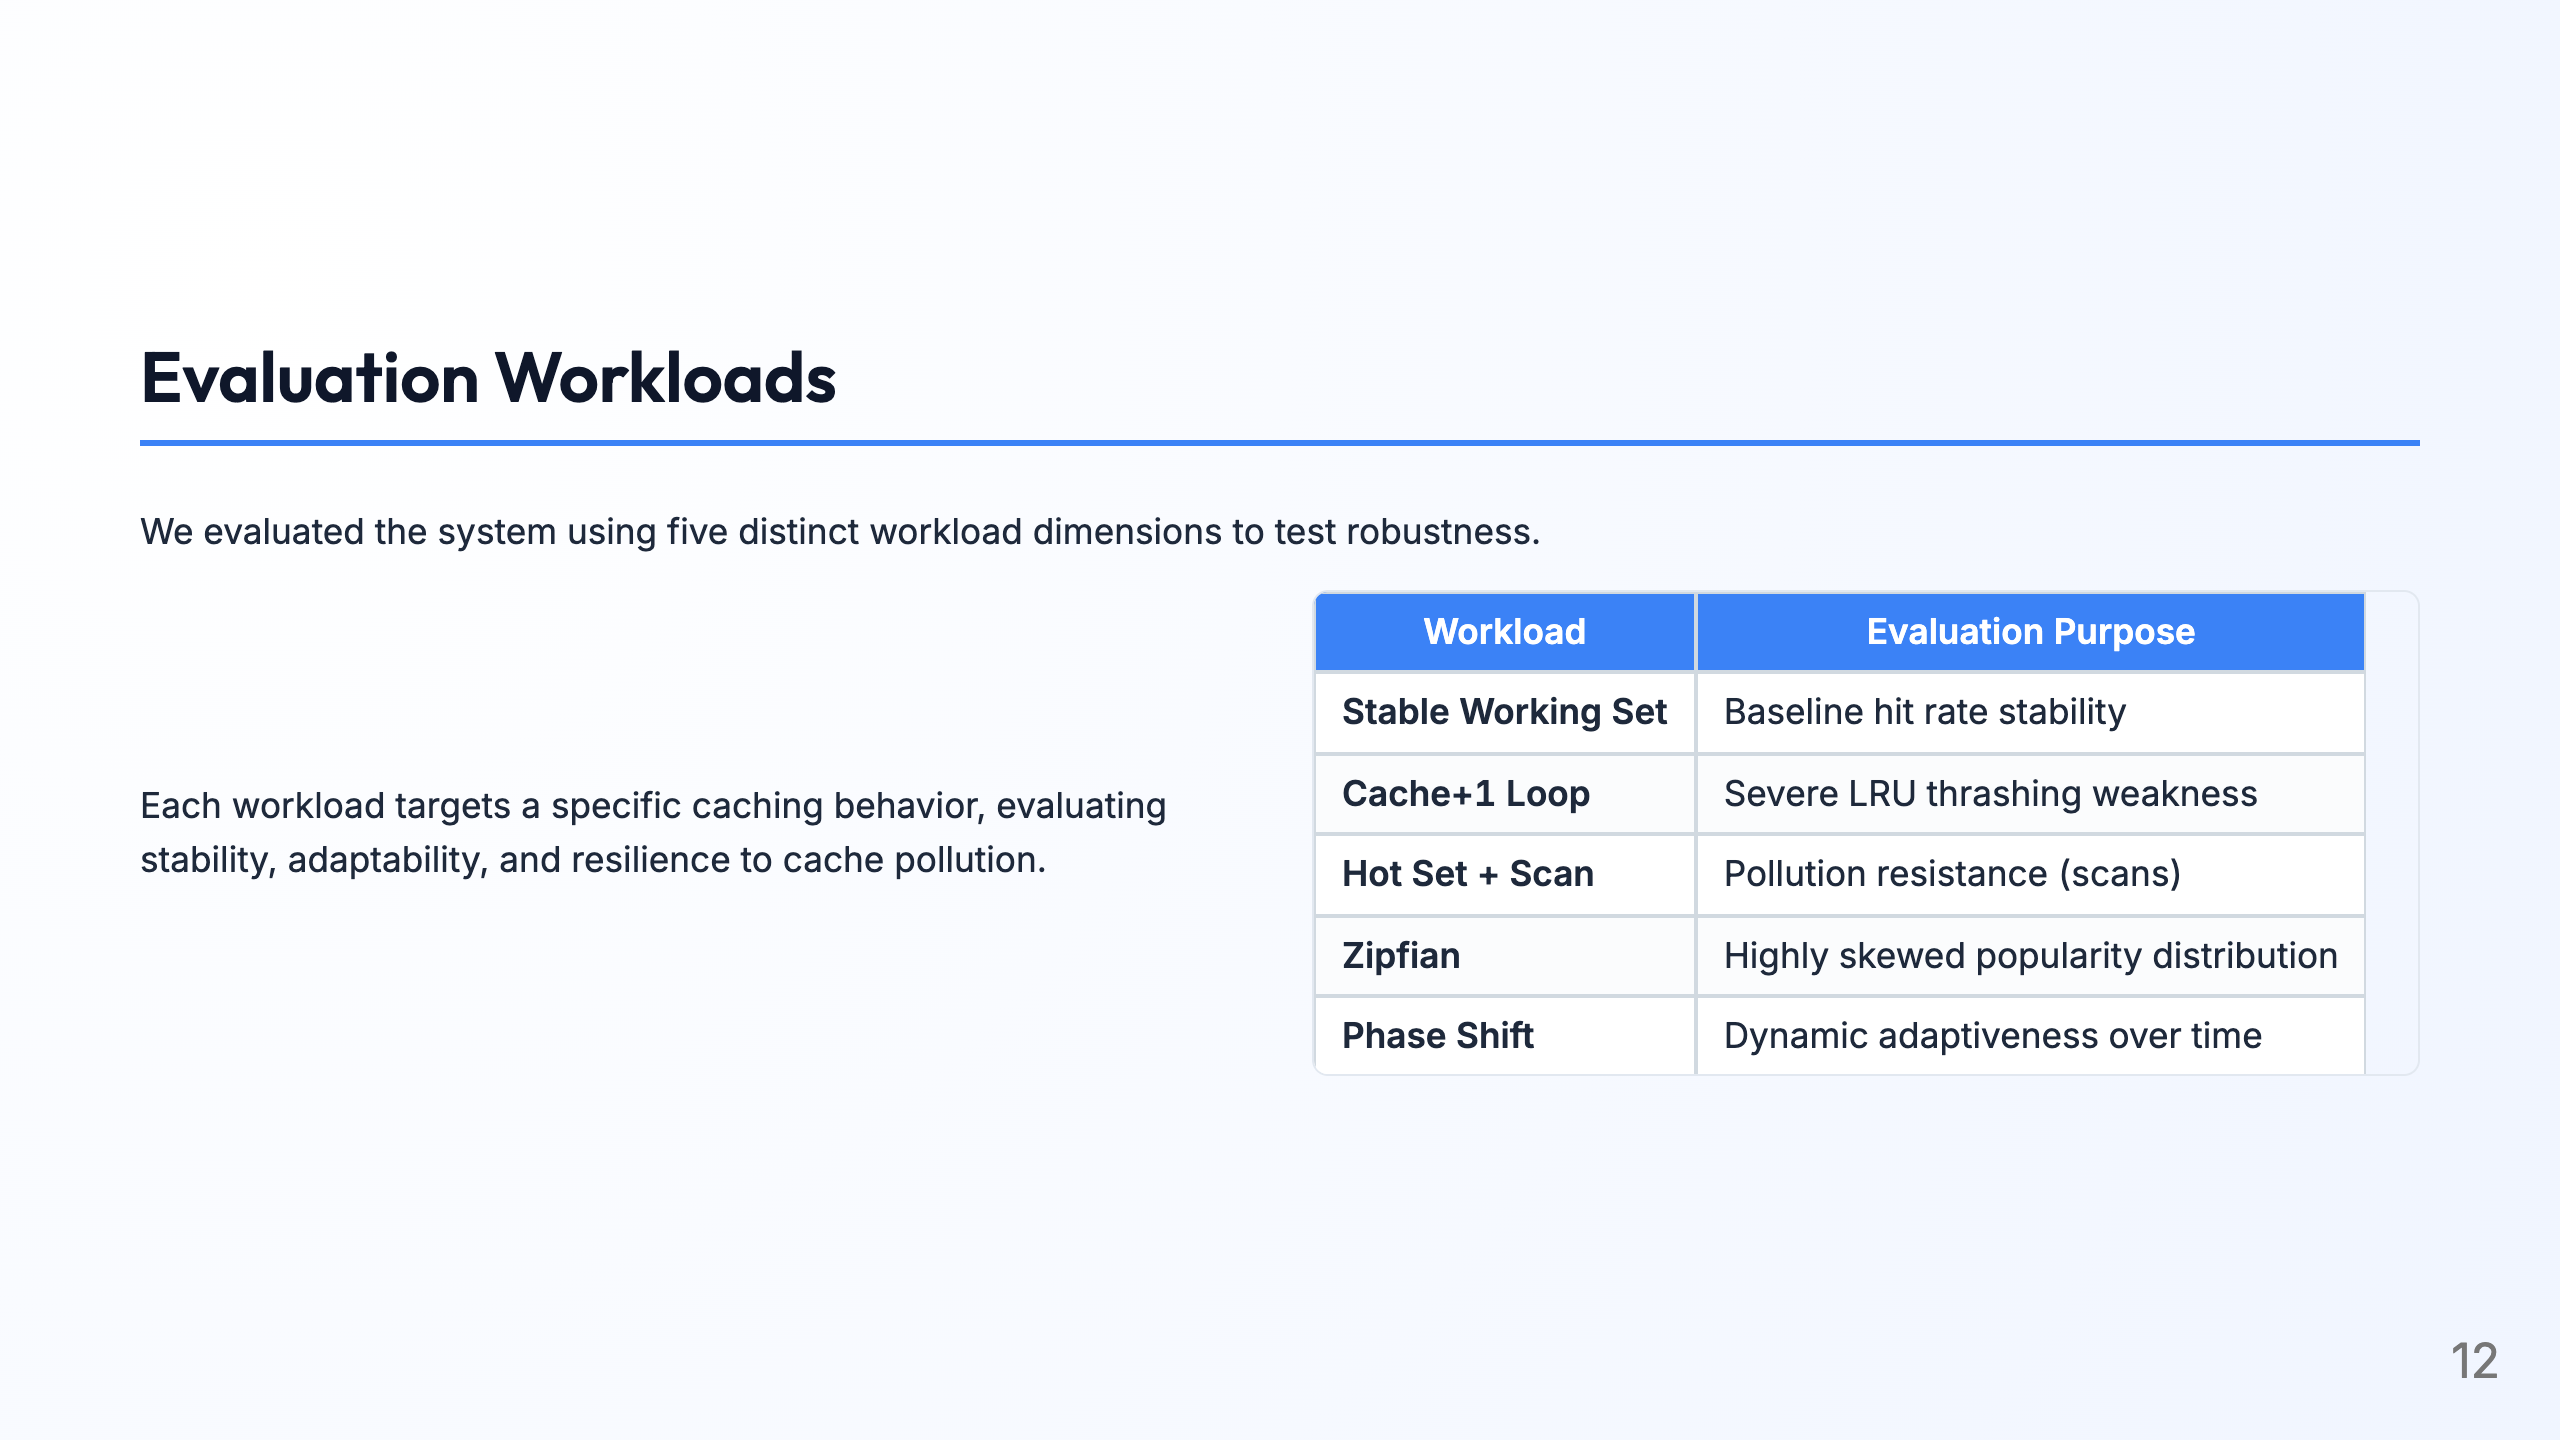 Evaluation Workloads
We evaluated the system using five distinct workload dimensions to test robustness.
Each workload targets a specific caching behavior, evaluating
stability, adaptability, and resilience to cache pollution.
Workload Evaluation Purpose
Stable Working Set Baseline hit rate stability
Cache+1 Loop Severe LRU thrashing weakness
Hot Set + Scan Pollution resistance (scans)
Zipfian Highly skewed popularity distribution
Phase Shift Dynamic adaptiveness over time
12